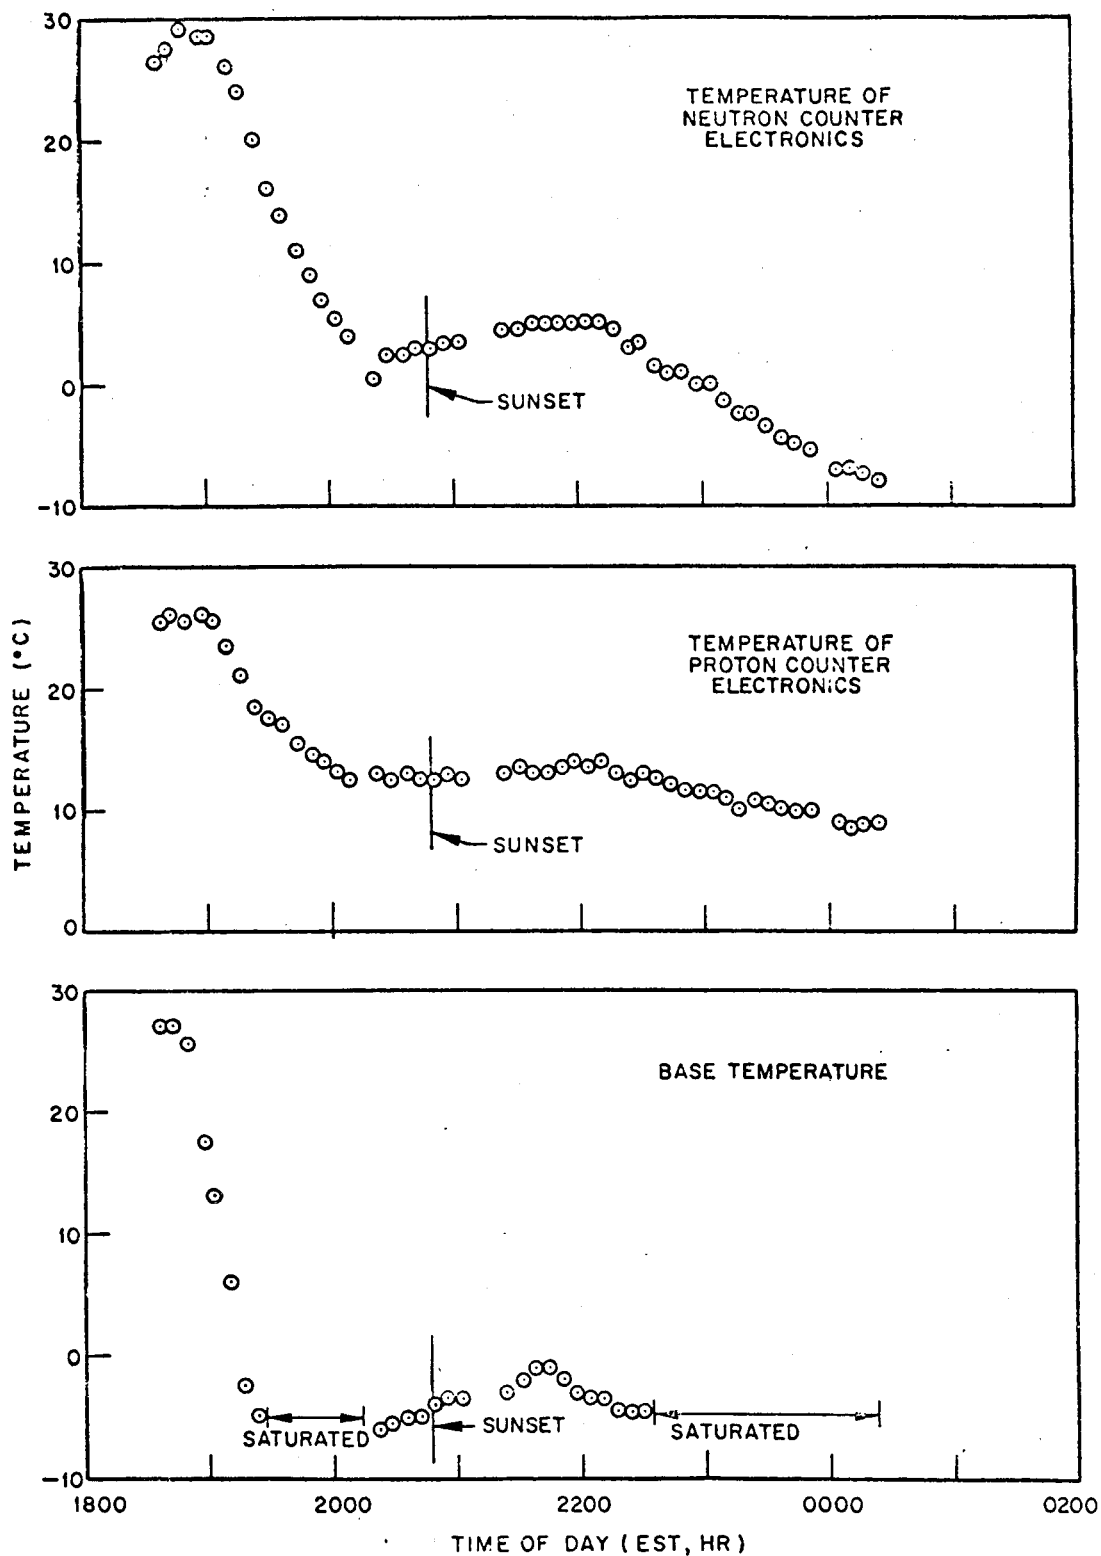 30
20
10
0
-10
TEMPERATURE OF
NEUTRON COUNTER
ELECTRONICS
SUNSET
TEMPERATURE (°C)
30
20
10
0
TEMPERATURE OF
PROTON COUNTER
ELECTRONICS
SUNSET
30
20
10
0
-10
BASE TEMPERATURE
SATURATED
SUNSET
SATURATED
1800 2000 2200 0000 0200
TIME OF DAY (EST, HR)